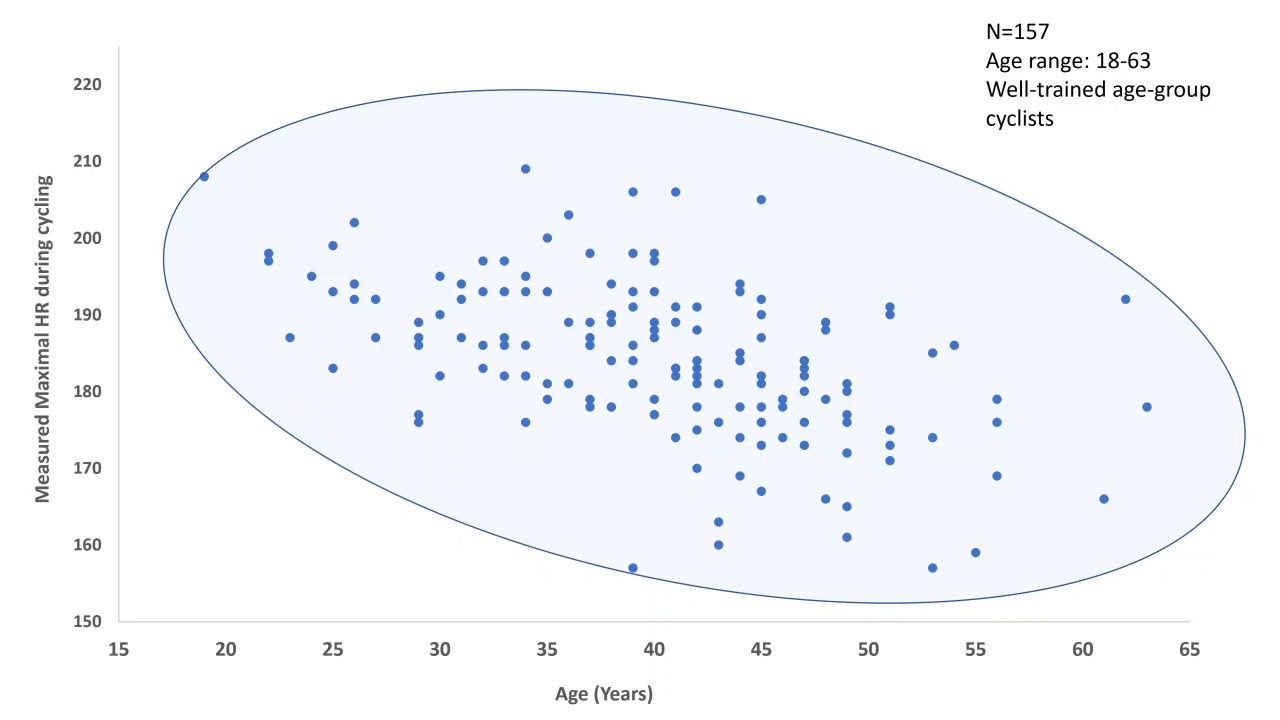 N=157
Age range: 18-63
Well-trained age-group
cyclists
Measured Maximal HR during cycling
220
210
200
190
180
170
160
150
15 20 25 30 35 40 45 50 55 60 65
Age (Years)